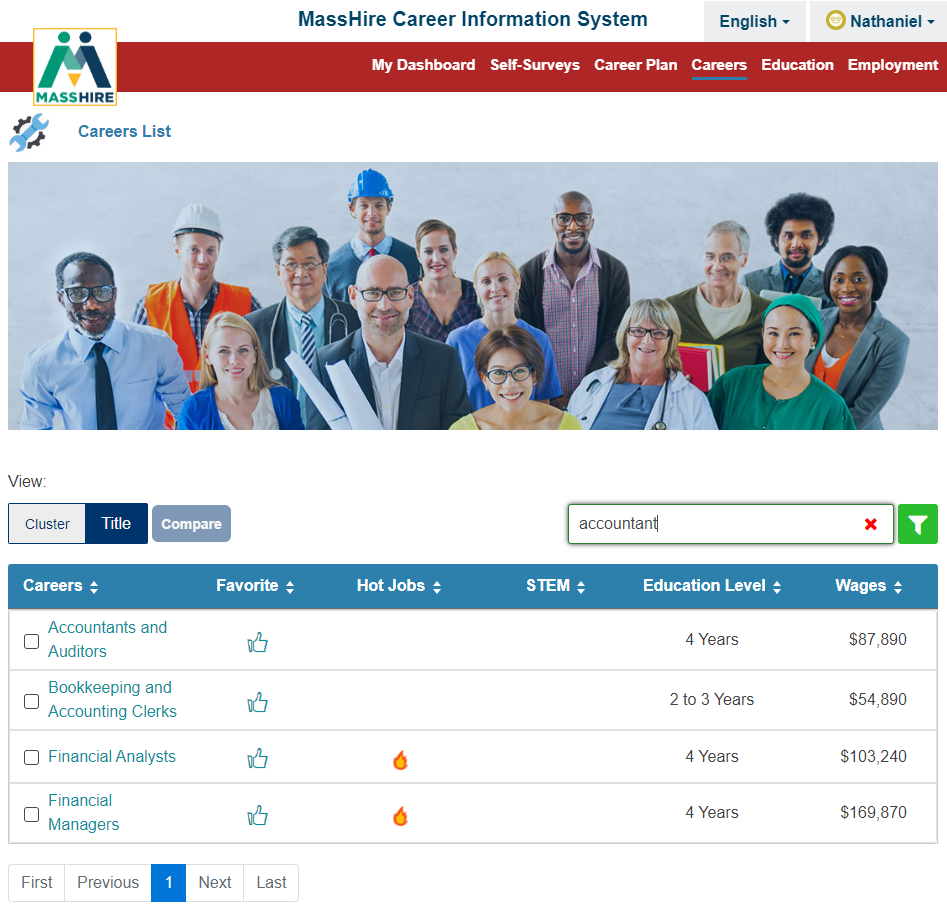 MassHire Career Information System
English
Nathaniel
MASSHIRE
My Dashboard Self-Surveys Career Plan Careers Education Employment
Careers List
View:
Cluster Title Compare
accountant
Careers Favorite Hot Jobs STEM Education Level Wages
Accountants and
Auditors
4 Years $87,890
Bookkeeping and
Accounting Clerks
2 to 3 Years $54,890
Financial Analysts 4 Years $103,240
Financial
Managers
4 Years $169,870
First Previous 1 Next Last